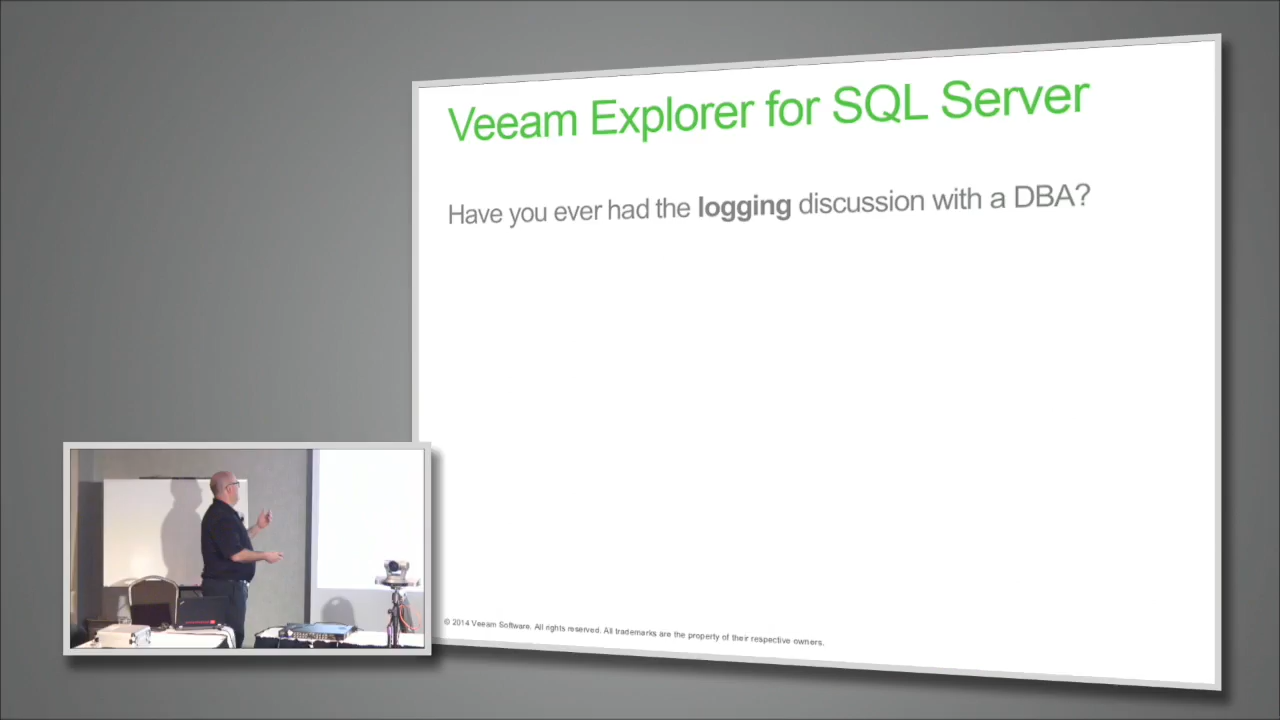 Veeam Explorer for SQL Server
Have you ever had the logging discussion with a DBA?
© 2014 Veeam Software. All rights reserved. All trademarks are the property of their respective owners.